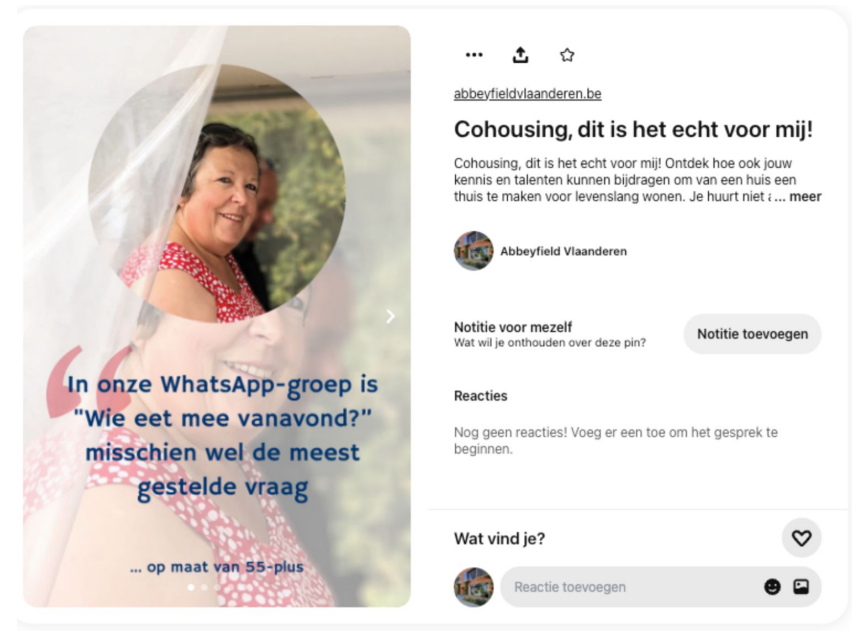 In onze WhatsApp-groep is
"Wie eet mee vanavond?"
misschien wel de meest
gestelde vraag
... op maat van 55-plus
abbeyfieldvlaanderen.be
Cohousing, dit is het echt voor mij!
Cohousing, dit is het echt voor mij! Ontdek hoe ook jouw
kennis en talenten kunnen bijdragen om van een huis een
thuis te maken voor levenslang wonen. Je huurt niet ... meer
Abbeyfield Vlaanderen
Notitie voor mezelf
Wat wil je onthouden over deze pin?
Notitie toevoegen
Reacties
Nog geen reacties! Voeg er een toe om het gesprek te
beginnen.
Wat vind je?
Reactie toevoegen